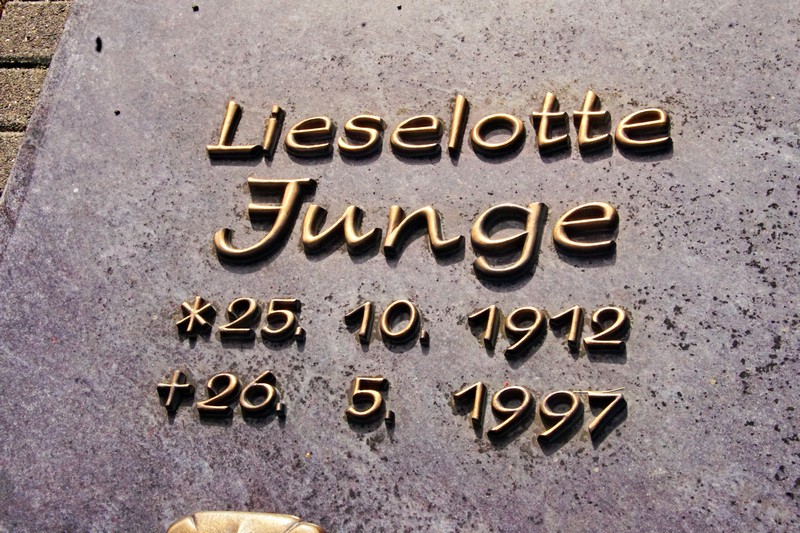 Lieselotte
Junge
*25. 10. 1912
+26. 5. 1997